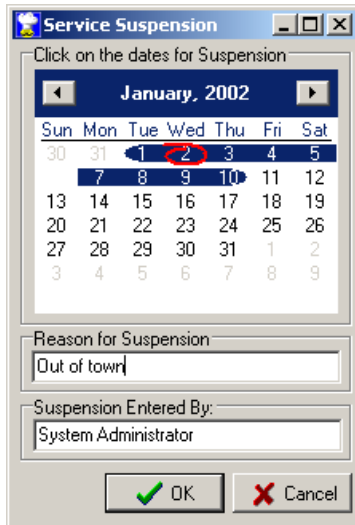 Service Suspension
Click on the dates for Suspension
January, 2002
Sun Mon Tue Wed Thu Fri Sat
30 31 1 2 3 4 5
7 8 9 10 11 12
13 14 15 16 17 18 19
20 21 22 23 24 25 26
27 28 29 30 31 1 2
3 4 5 6 7 8 9
Reason for Suspension
Out of town
Suspension Entered By:
System Administrator
OK Cancel